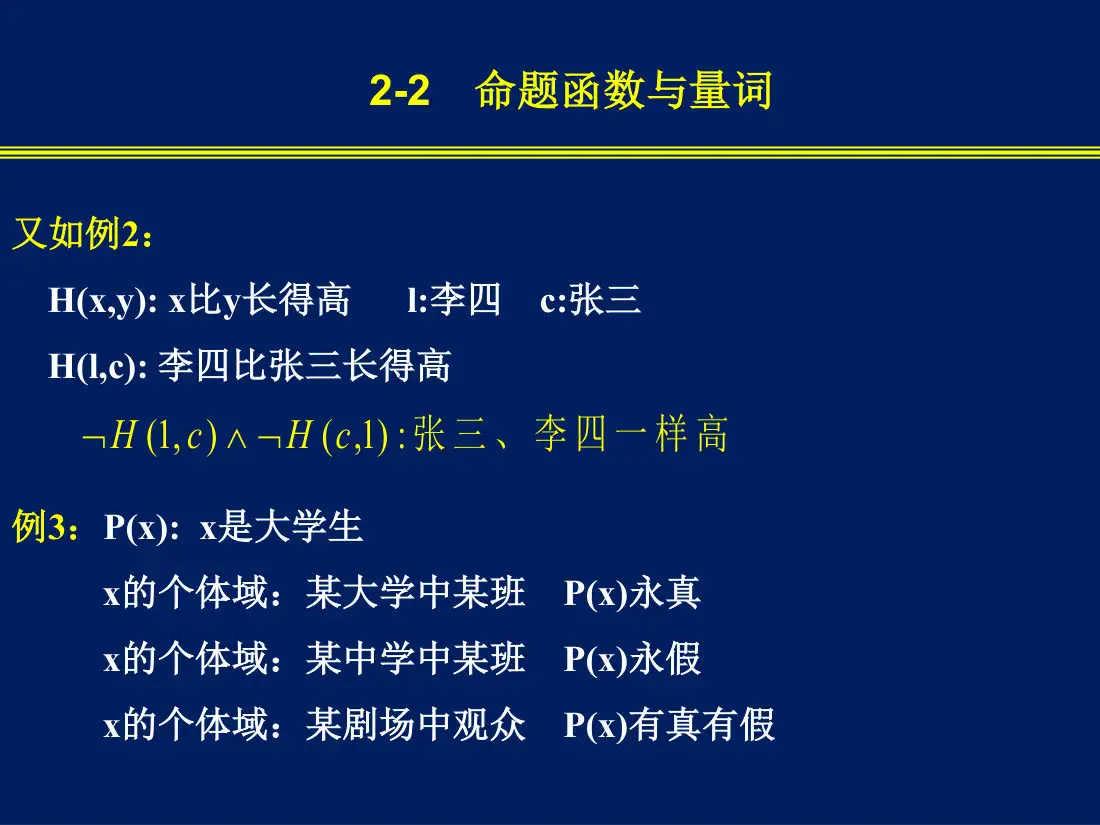 2-2 命题函数与量词
又如例2：
H(x,y): x比y长得高 l:李四 c:张三
H(l,c): 李四比张三长得高
¬H(1,c)∧¬H(c,1):张三、李四一样高
例3：P(x): x是大学生
x的个体域：某大学中某班 P(x)永真
x的个体域：某中学中某班 P(x)永假
x的个体域：某剧场中观众 P(x)有真有假